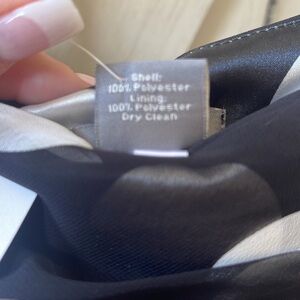 Shell:
100% Polyester
Lining:
100% Polyester
Dry Clean